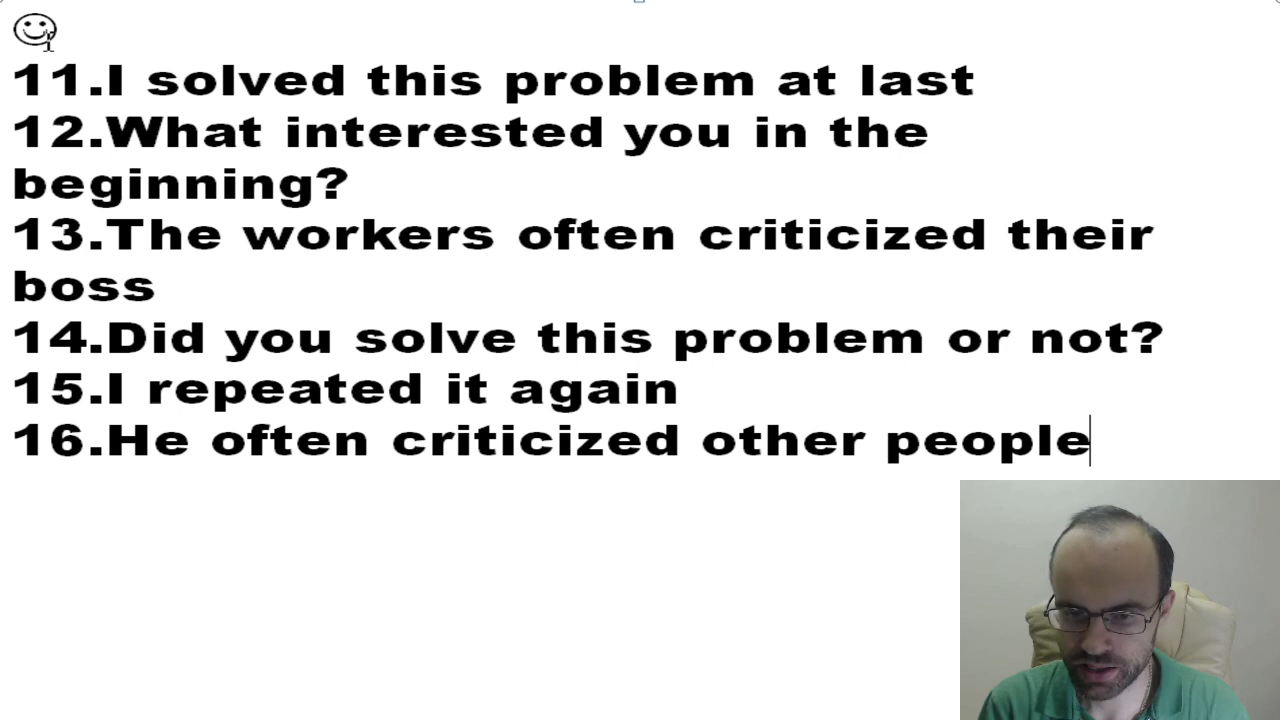 11.I solved this problem at last
12.What interested you in the
beginning?
13.The workers often criticized their
boss
14.Did you solve this problem or not?
15.I repeated it again
16.He often criticized other people